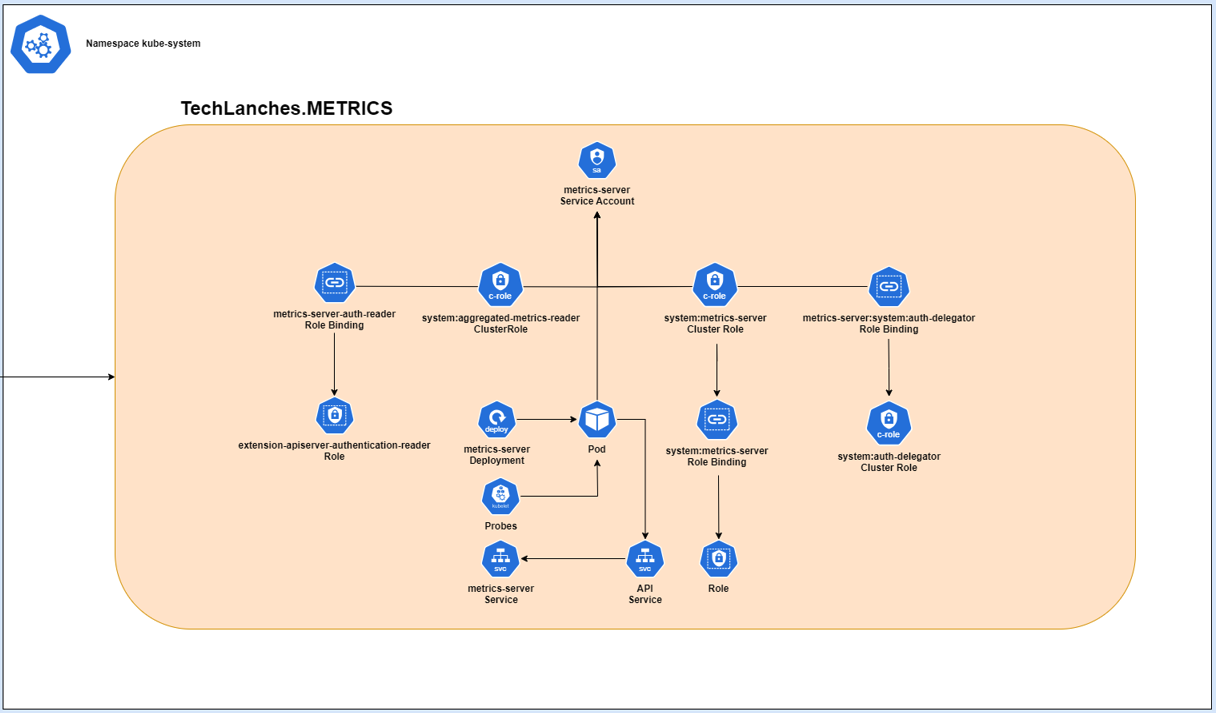 Namespace kube-system
TechLanches.METRICS
sa
metrics-server
Service Account
metrics-server-auth-reader
Role Binding
c-role
system:aggregated-metrics-reader
ClusterRole
c-role
system:metrics-server
Cluster Role
metrics-server:system:auth-delegator
Role Binding
extension-apiserver-authentication-reader
Role
deploy
metrics-server
Deployment
Pod
system:metrics-server
Role Binding
c-role
system:auth-delegator
Cluster Role
kubelet
Probes
svc
metrics-server
Service
svc
API
Service
Role